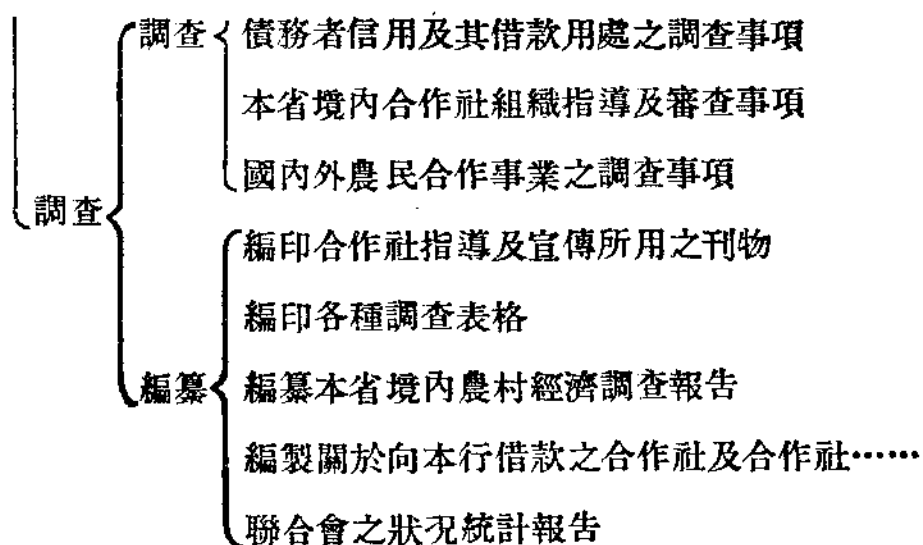 調查
債務者信用及其借款用處之調查事項
本省境內合作社組織指導及審查事項
國內外農民合作事業之調查事項
調查
編印合作社指導及宣傳所用之刊物
編印各種調查表格
編纂
編纂本省境內農村經濟調查報告
編製關於向本行借款之合作社及合作社……
聯合會之狀況統計報告